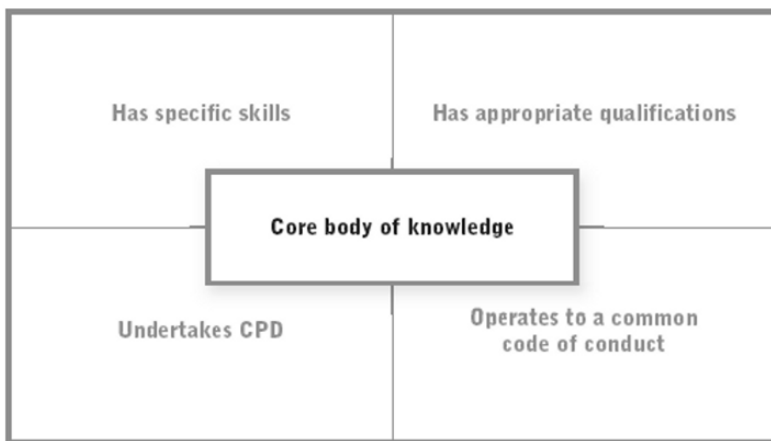 Has specific skills
Has appropriate qualifications
Core body of knowledge
Undertakes CPD
Operates to a common
code of conduct